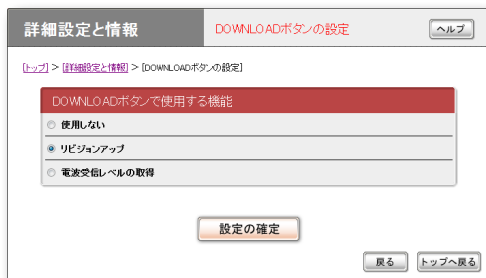 詳細設定と情報
DOWNLOADボタンの設定
ヘルプ
[トップ] > [詳細設定と情報] > [DOWNLOADボタンの設定]
DOWNLOADボタンで使用する機能
使用しない
リビジョンアップ
電波受信レベルの取得
設定の確定
戻る
トップへ戻る